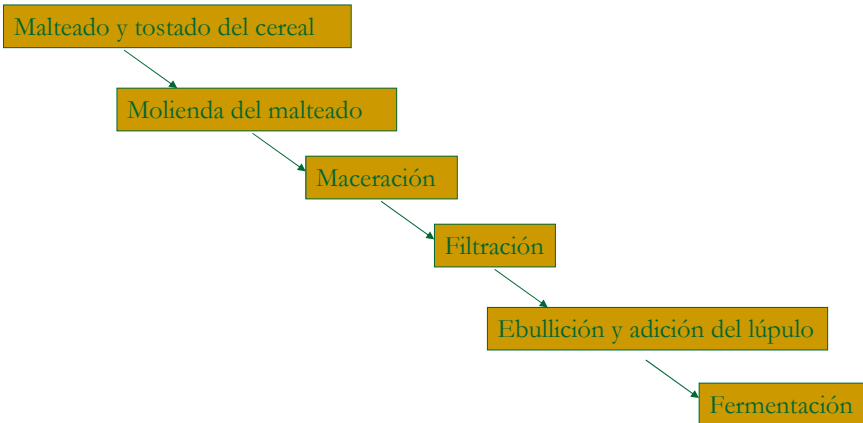 Malteado y tostado del cereal
Molienda del malteado
Maceración
Filtración
Ebullición y adición del lúpulo
Fermentación